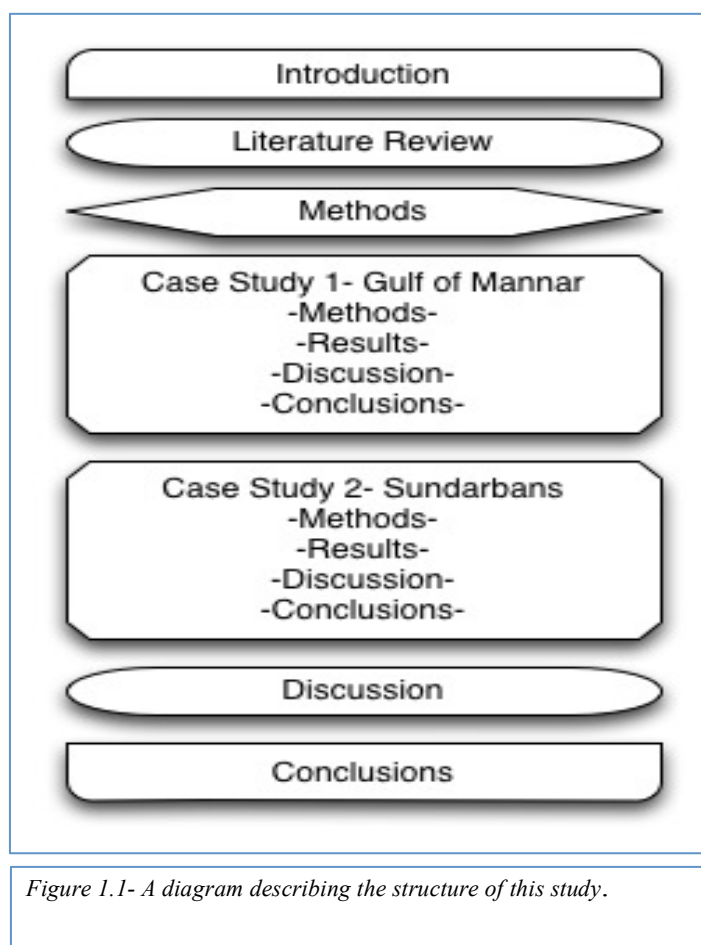 Introduction
Literature Review
Methods
Case Study 1- Gulf of Mannar
-Methods-
-Results-
-Discussion-
-Conclusions-
Case Study 2- Sundarbans
-Methods-
-Results-
-Discussion-
-Conclusions-
Discussion
Conclusions
Figure 1.1- A diagram describing the structure of this study.